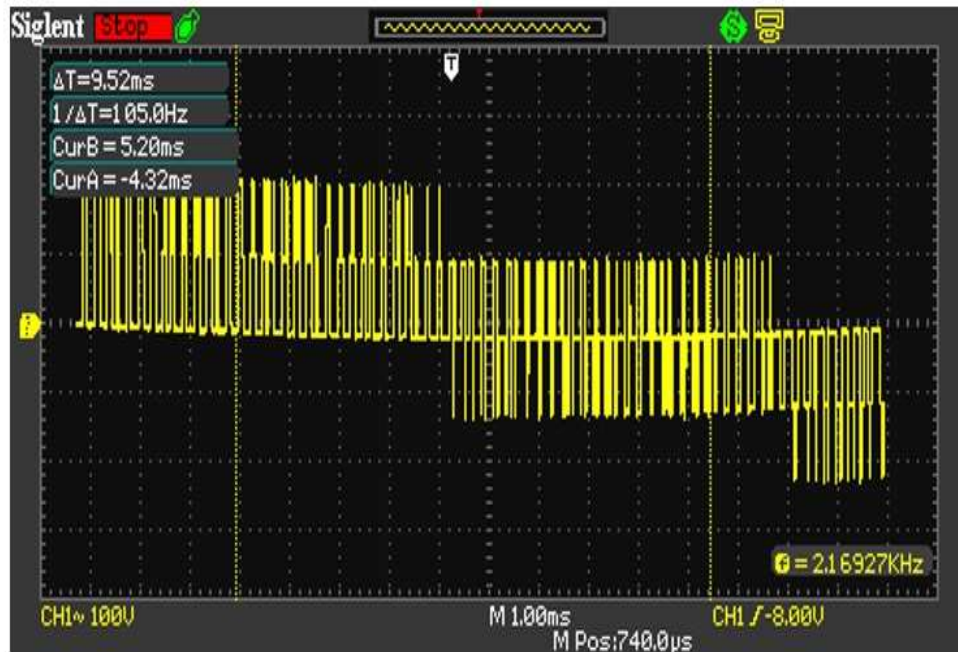 Siglent Stop
T
ΔT=9.52ms
1/ΔT=105.0Hz
CurB=5.20ms
CurA=-4.32ms
f=2.16927KHz
CH1~ 100V M 1.00ms CH1 ƒ-8.00V
M Pos:740.0μs